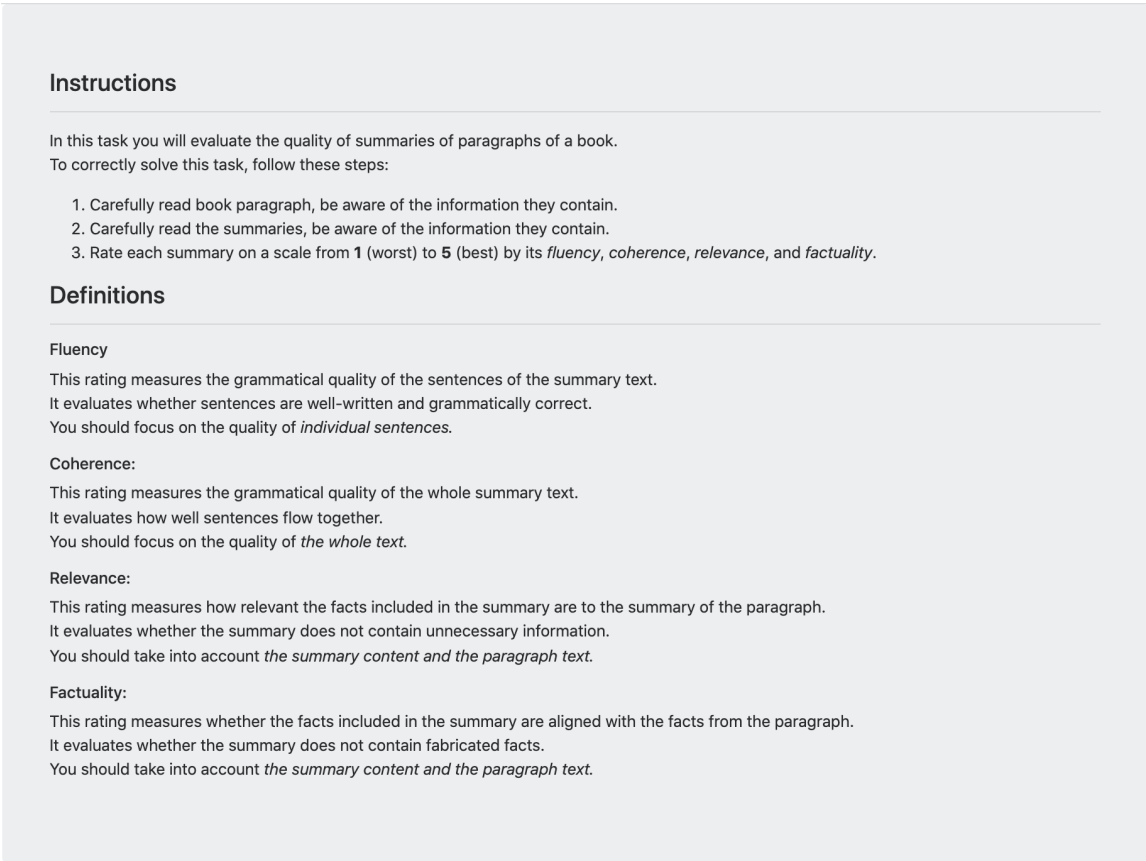 Instructions
In this task you will evaluate the quality of summaries of paragraphs of a book.
To correctly solve this task, follow these steps:
1. Carefully read book paragraph, be aware of the information they contain.
2. Carefully read the summaries, be aware of the information they contain.
3. Rate each summary on a scale from 1 (worst) to 5 (best) by its fluency, coherence, relevance, and factuality.
Definitions
Fluency
This rating measures the grammatical quality of the sentences of the summary text.
It evaluates whether sentences are well-written and grammatically correct.
You should focus on the quality of individual sentences.
Coherence:
This rating measures the grammatical quality of the whole summary text.
It evaluates how well sentences flow together.
You should focus on the quality of the whole text.
Relevance:
This rating measures how relevant the facts included in the summary are to the summary of the paragraph.
It evaluates whether the summary does not contain unnecessary information.
You should take into account the summary content and the paragraph text.
Factuality:
This rating measures whether the facts included in the summary are aligned with the facts from the paragraph.
It evaluates whether the summary does not contain fabricated facts.
You should take into account the summary content and the paragraph text.